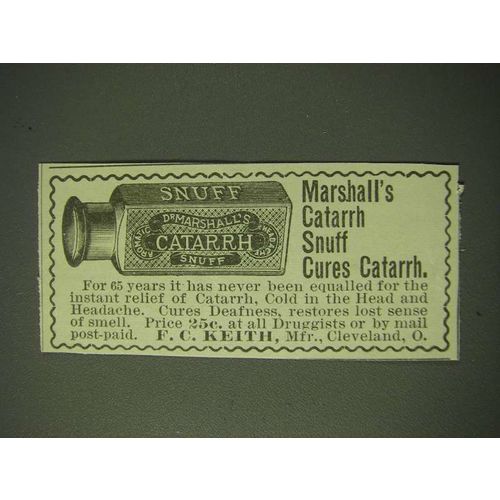 SNUFF
DR MARSHALL'S
AROMATIC CATARRH HEADACHE
SNUFF
Marshall's
Catarrh
Snuff
Cures Catarrh.
For 65 years it has never been equalled for the
instant relief of Catarrh, Cold in the Head and
Headache. Cures Deafness, restores lost sense
of smell. Price 25c. at all Druggists or by mail
post-paid. F. C. KEITH, Mfr., Cleveland, O.